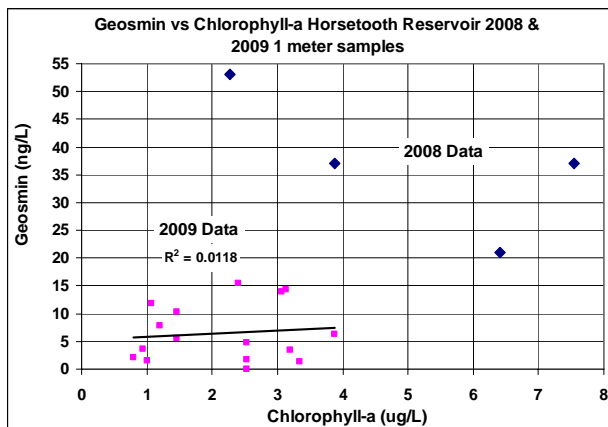 Geosmin vs Chlorophyll-a Horsetooth Reservoir 2008 &
2009 1 meter samples
Geosmin (ng/L)
55
50
45
40
35
30
25
20
15
10
5
0
2008 Data
2009 Data
R² = 0.0118
0 1 2 3 4 5 6 7 8
Chlorophyll-a (ug/L)